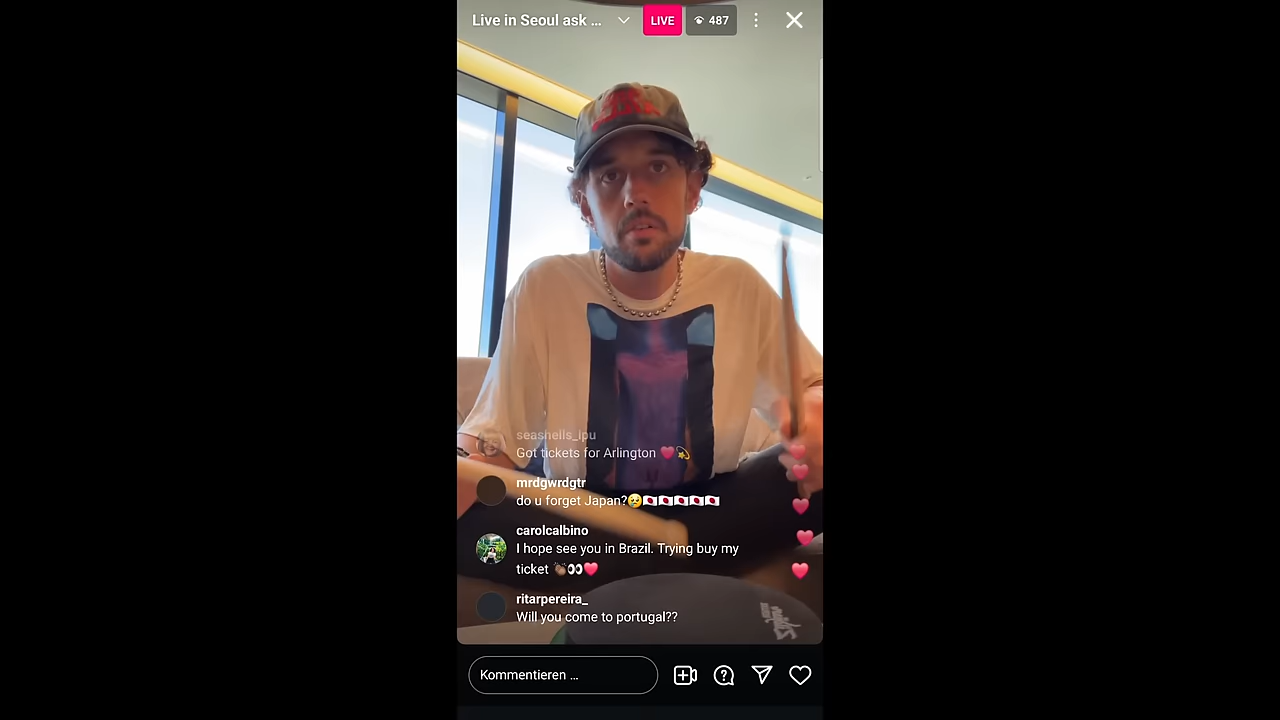 Live in Seoul ask ...
LIVE
487
seashells_ipu
Got tickets for Arlington 💗💫
mrdgwrdgtr
do u forget Japan?😢🇯🇵🇯🇵🇯🇵🇯🇵🇯🇵
carolcalbino
I hope see you in Brazil. Trying buy my
ticket 👏🏽👀❤️
ritarpereira_
Will you come to portugal??
Kommentieren ...